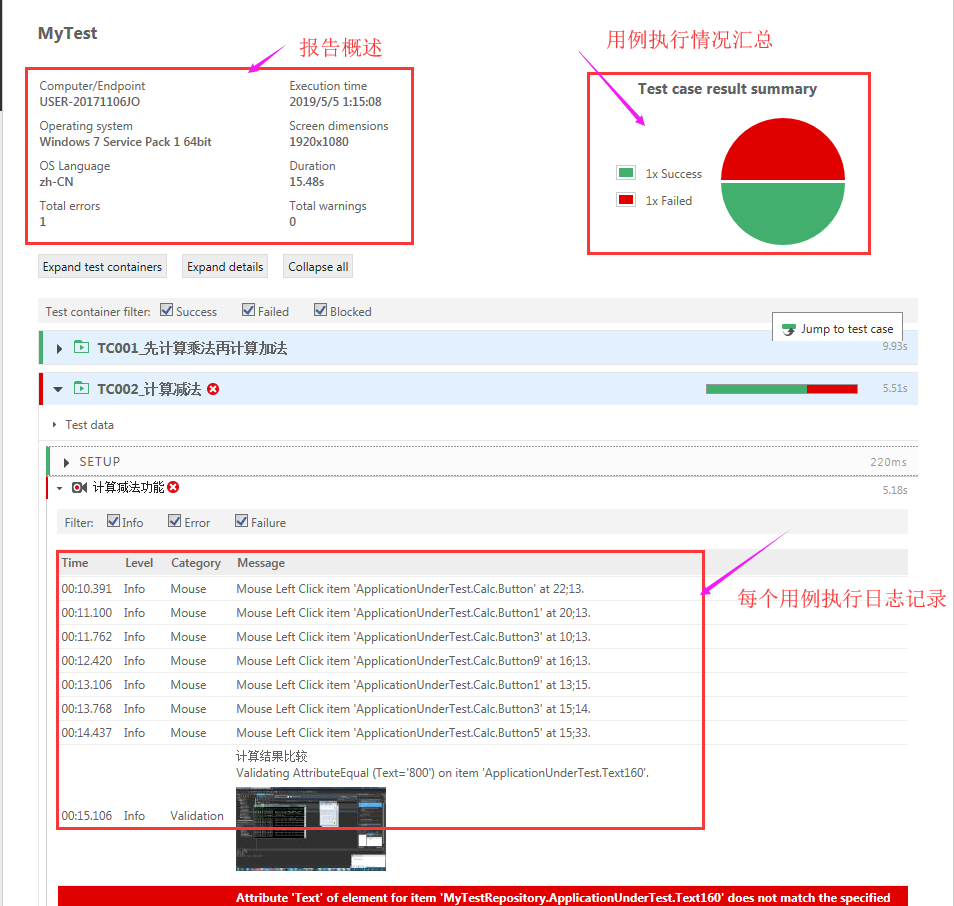 MyTest
报告概述
用例执行情况汇总
Computer/Endpoint
USER-20171106JO
Execution time
2019/5/5 1:15:08
Operating system
Windows 7 Service Pack 1 64bit
Screen dimensions
1920x1080
OS Language
zh-CN
Duration
15.48s
Total errors
1
Total warnings
0
Test case result summary
1x Success
1x Failed
Expand test containers
Expand details
Collapse all
Test container filter: Success Failed Blocked
Jump to test case
TC001_先计算乘法再计算加法 9.93s
TC002_计算减法 5.51s
Test data
SETUP 220ms
计算减法功能 5.18s
Filter: Info Error Failure
Time Level Category Message
00:10.391 Info Mouse Mouse Left Click item 'ApplicationUnderTest.Calc.Button' at 22;13.
00:11.100 Info Mouse Mouse Left Click item 'ApplicationUnderTest.Calc.Button1' at 20;13.
00:11.762 Info Mouse Mouse Left Click item 'ApplicationUnderTest.Calc.Button3' at 10;13.
00:12.420 Info Mouse Mouse Left Click item 'ApplicationUnderTest.Calc.Button9' at 16;13.
00:13.106 Info Mouse Mouse Left Click item 'ApplicationUnderTest.Calc.Button1' at 13;15.
00:13.768 Info Mouse Mouse Left Click item 'ApplicationUnderTest.Calc.Button3' at 15;14.
00:14.437 Info Mouse Mouse Left Click item 'ApplicationUnderTest.Calc.Button5' at 15;33.
每个用例执行日志记录
计算结果比较
Validating AttributeEqual (Text='800') on item 'ApplicationUnderTest.Text160'.
00:15.106 Info Validation
Attribute 'Text' of element for item 'MyTestRepository.ApplicationUnderTest.Text160' does not match the specified